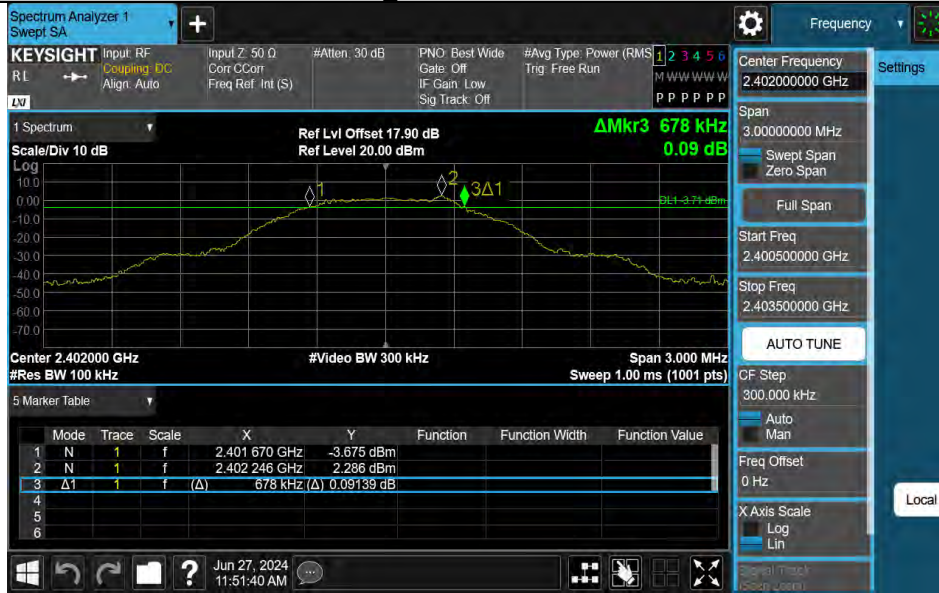 Spectrum Analyzer 1
Swept SA
+
Frequency
KEYSIGHT Input: RF Input Z: 50 Ω #Atten: 30 dB PNO: Best Wide #Avg Type: Power (RMS 1 2 3 4 5 6
RL Coupling: DC Corr CCorr Gate: Off Trig: Free Run M W W W W W
Align: Auto Freq Ref: Int (S) IF Gain: Low
LXI Sig Track: Off P P P P P P
Center Frequency
2.402000000 GHz
Settings
1 Spectrum
Ref Lvl Offset 17.90 dB
ΔMkr3 678 kHz
Scale/Div 10 dB Ref Level 20.00 dBm 0.09 dB
Span
3.00000000 MHz
Swept Span
Zero Span
Log
10.0
0.00
-10.0
-20.0
-30.0
-40.0
-50.0
-60.0
-70.0
1
2
3Δ1
DL1 -3.71 dBm
Full Span
Start Freq
2.400500000 GHz
Stop Freq
2.403500000 GHz
AUTO TUNE
Center 2.402000 GHz #Video BW 300 kHz Span 3.000 MHz
#Res BW 100 kHz Sweep 1.00 ms (1001 pts)
CF Step
300.000 kHz
Auto
Man
5 Marker Table
Mode Trace Scale X Y Function Function Width Function Value
1 N 1 f 2.401 670 GHz -3.675 dBm
2 N 1 f 2.402 246 GHz 2.286 dBm
3 Δ1 1 f (Δ) 678 kHz (Δ) 0.09139 dB
4
5
6
Freq Offset
0 Hz
Local
X Axis Scale
Log
Lin
Signal Track
(Span Zoom)
?
Jun 27, 2024
11:51:40 AM